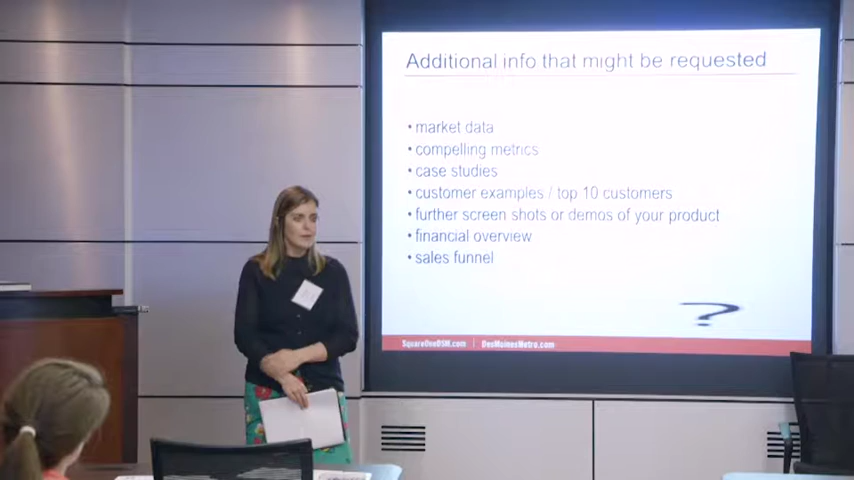 Additional info that might be requested
• market data
• compelling metrics
• case studies
• customer examples / top 10 customers
• further screen shots or demos of your product
• financial overview
• sales funnel
?
SquareOneDSM.com | DesMoinesMetro.com